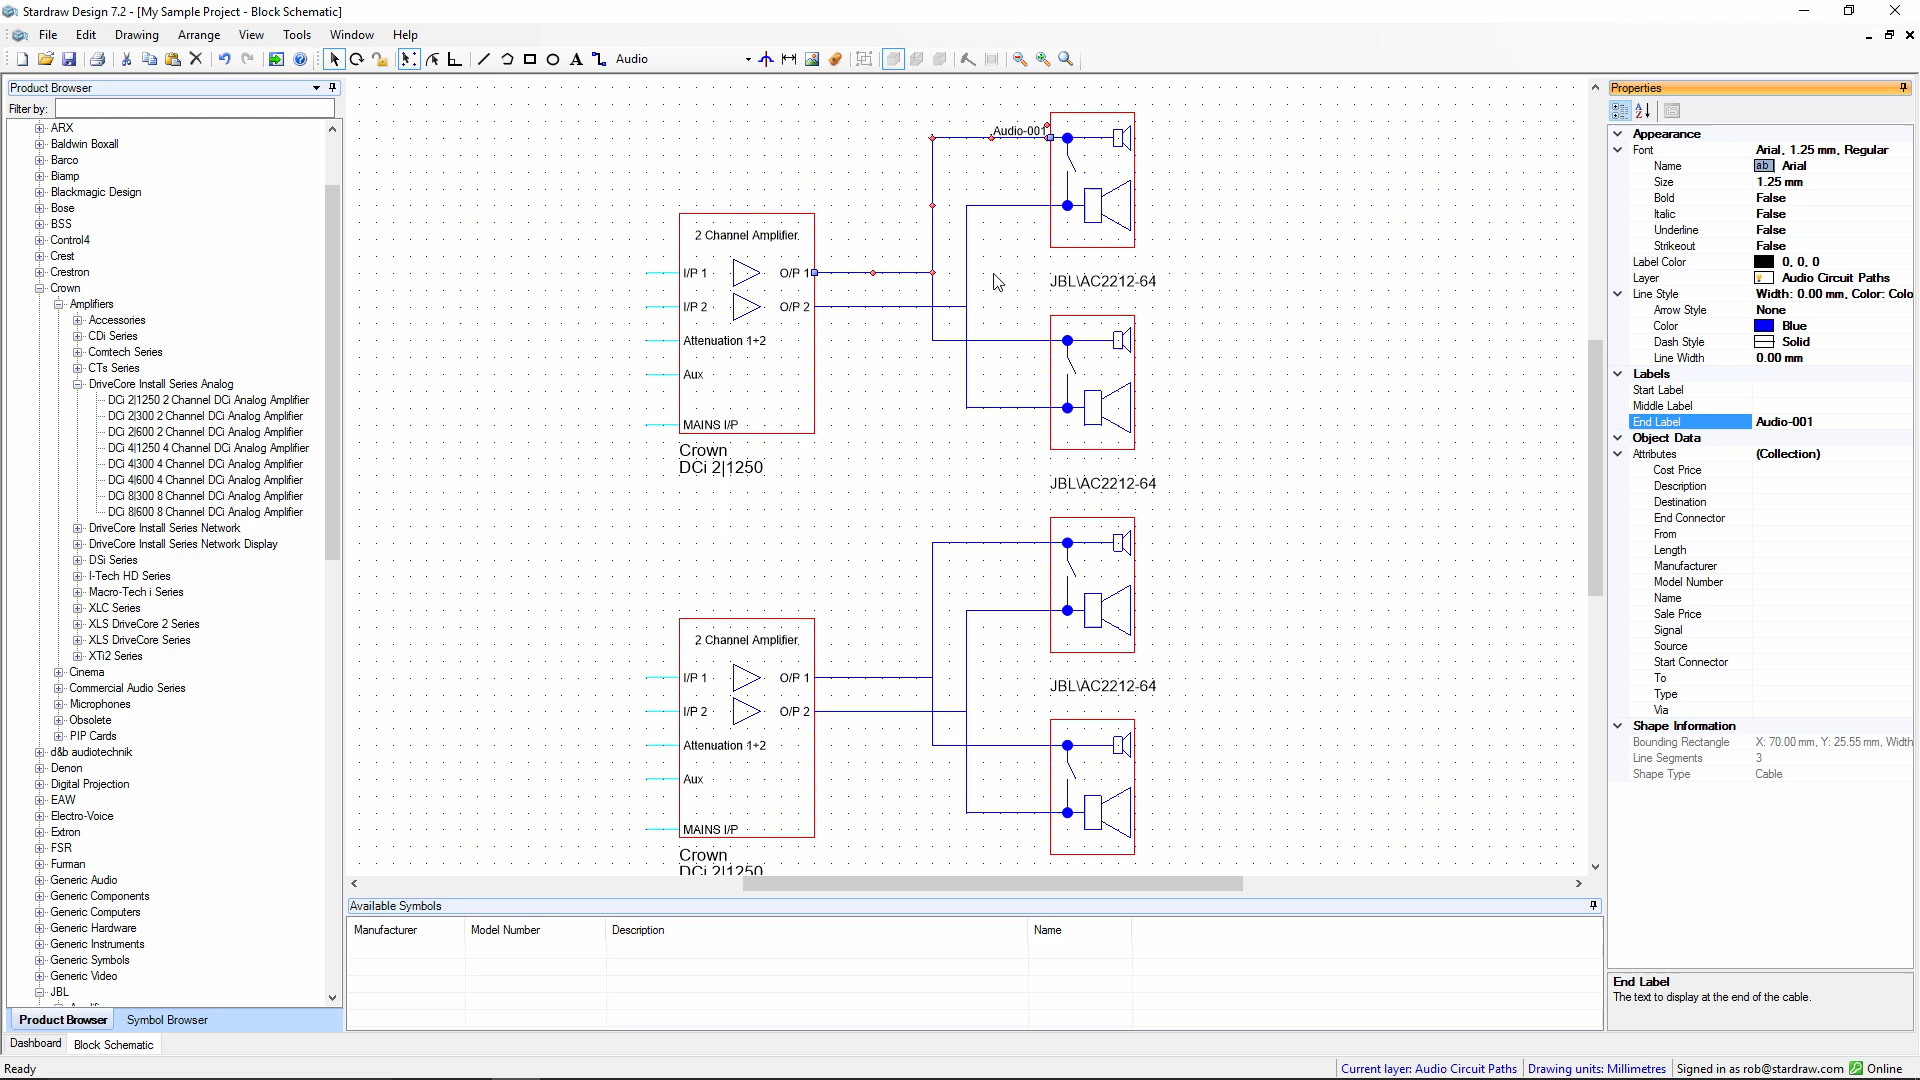 Stardraw Design 7.2 - [My Sample Project - Block Schematic]
File Edit Drawing Arrange View Tools Window Help
Audio
Product Browser
Filter by:
ARX
Baldwin Boxall
Barco
Biamp
Blackmagic Design
Bose
BSS
Control4
Crest
Crestron
Crown
Amplifiers
Accessories
CDi Series
Comtech Series
CTs Series
DriveCore Install Series Analog
DCi 2|1250 2 Channel DCi Analog Amplifier
DCi 2|300 2 Channel DCi Analog Amplifier
DCi 2|600 2 Channel DCi Analog Amplifier
DCi 4|1250 4 Channel DCi Analog Amplifier
DCi 4|300 4 Channel DCi Analog Amplifier
DCi 4|600 4 Channel DCi Analog Amplifier
DCi 8|300 8 Channel DCi Analog Amplifier
DCi 8|600 8 Channel DCi Analog Amplifier
DriveCore Install Series Network
DriveCore Install Series Network Display
DSi Series
I-Tech HD Series
Macro-Tech i Series
XLC Series
XLS DriveCore 2 Series
XLS DriveCore Series
XTi2 Series
Cinema
Commercial Audio Series
Microphones
Obsolete
PIP Cards
d&b audiotechnik
Denon
Digital Projection
EAW
Electro-Voice
Extron
FSR
Furman
Generic Audio
Generic Components
Generic Computers
Generic Hardware
Generic Instruments
Generic Symbols
Generic Video
JBL
Product Browser Symbol Browser
Dashboard Block Schematic
Ready
Audio-001
2 Channel Amplifier.
I/P 1 O/P 1
I/P 2 O/P 2
Attenuation 1+2
Aux
MAINS I/P
Crown
DCi 2|1250
JBL\AC2212-64
JBL\AC2212-64
2 Channel Amplifier.
I/P 1 O/P 1
I/P 2 O/P 2
Attenuation 1+2
Aux
MAINS I/P
Crown
DCi 2|1250
JBL\AC2212-64
Available Symbols
Manufacturer Model Number Description Name
Properties
Appearance
Font Arial, 1.25 mm, Regular
Name ab Arial
Size 1.25 mm
Bold False
Italic False
Underline False
Strikeout False
Label Color 0, 0, 0
Layer Audio Circuit Paths
Line Style Width: 0.00 mm, Color: Colo
Arrow Style None
Color Blue
Dash Style Solid
Line Width 0.00 mm
Labels
Start Label
Middle Label
End Label Audio-001
Object Data
Attributes (Collection)
Cost Price
Description
Destination
End Connector
From
Length
Manufacturer
Model Number
Name
Sale Price
Signal
Source
Start Connector
To
Type
Via
Shape Information
Bounding Rectangle X: 70.00 mm, Y: 25.55 mm, Width
Line Segments 3
Shape Type Cable
End Label
The text to display at the end of the cable.
Current layer: Audio Circuit Paths Drawing units: Millimetres Signed in as rob@stardraw.com Online